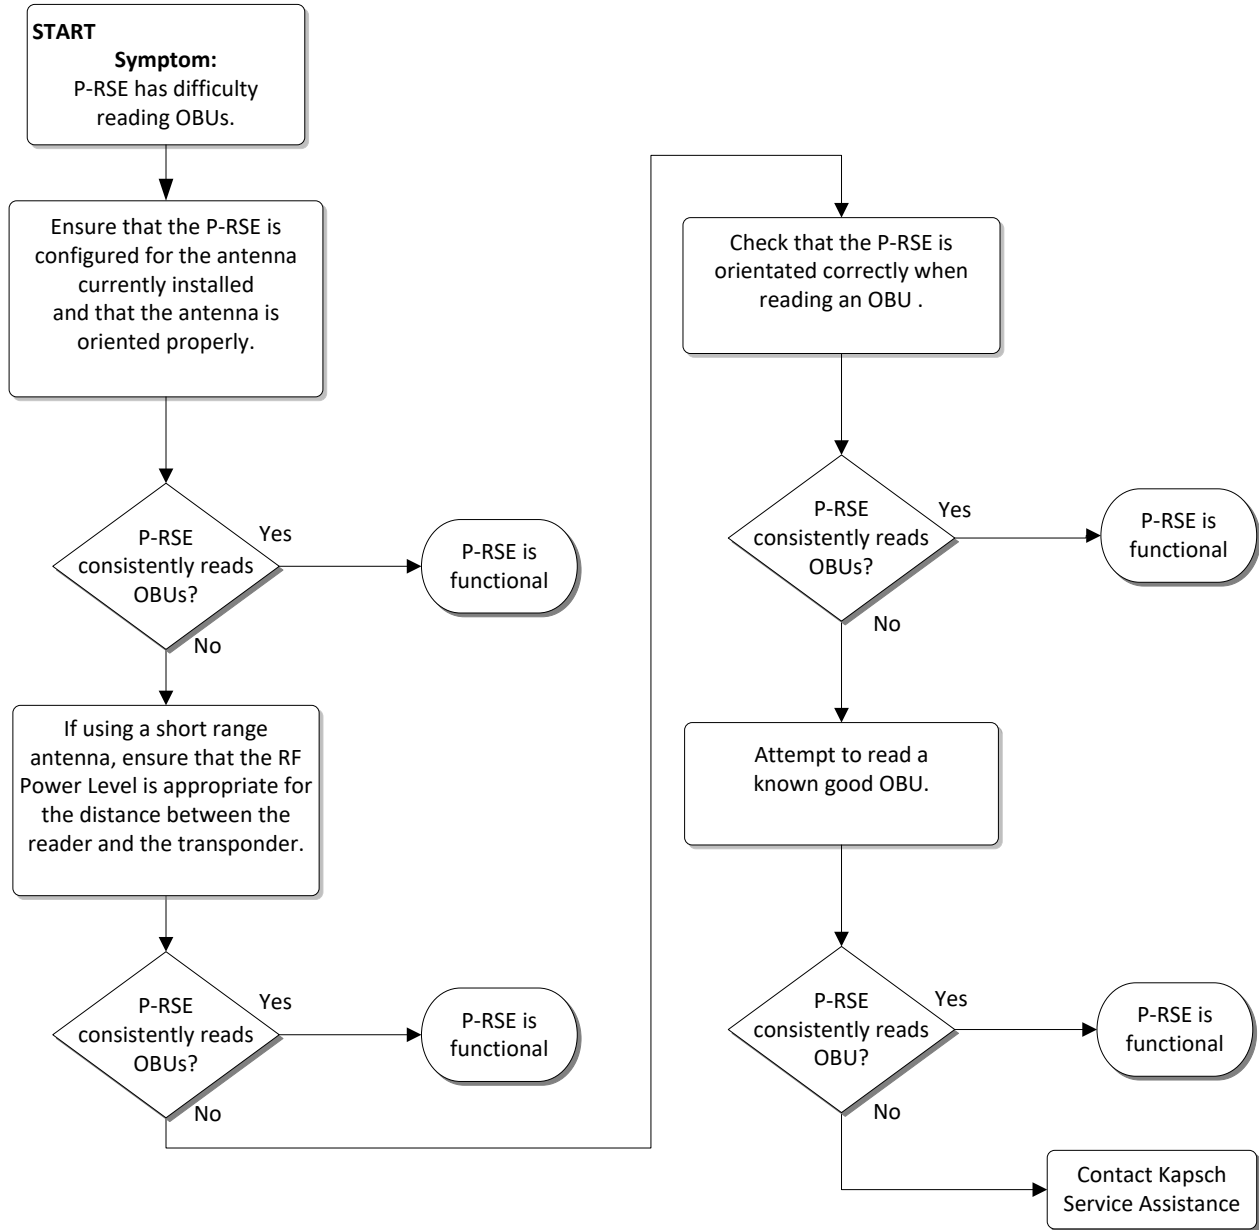 START
Symptom:
P-RSE has difficulty
reading OBUs.
Ensure that the P-RSE is
configured for the antenna
currently installed
and that the antenna is
oriented properly.
P-RSE
consistently reads
OBUs?
Yes
P-RSE is
functional
No
If using a short range
antenna, ensure that the RF
Power Level is appropriate for
the distance between the
reader and the transponder.
P-RSE
consistently reads
OBUs?
Yes
P-RSE is
functional
No
Check that the P-RSE is
orientated correctly when
reading an OBU .
P-RSE
consistently reads
OBUs?
Yes
P-RSE is
functional
No
Attempt to read a
known good OBU.
P-RSE
consistently reads
OBU?
Yes
P-RSE is
functional
No
Contact Kapsch
Service Assistance